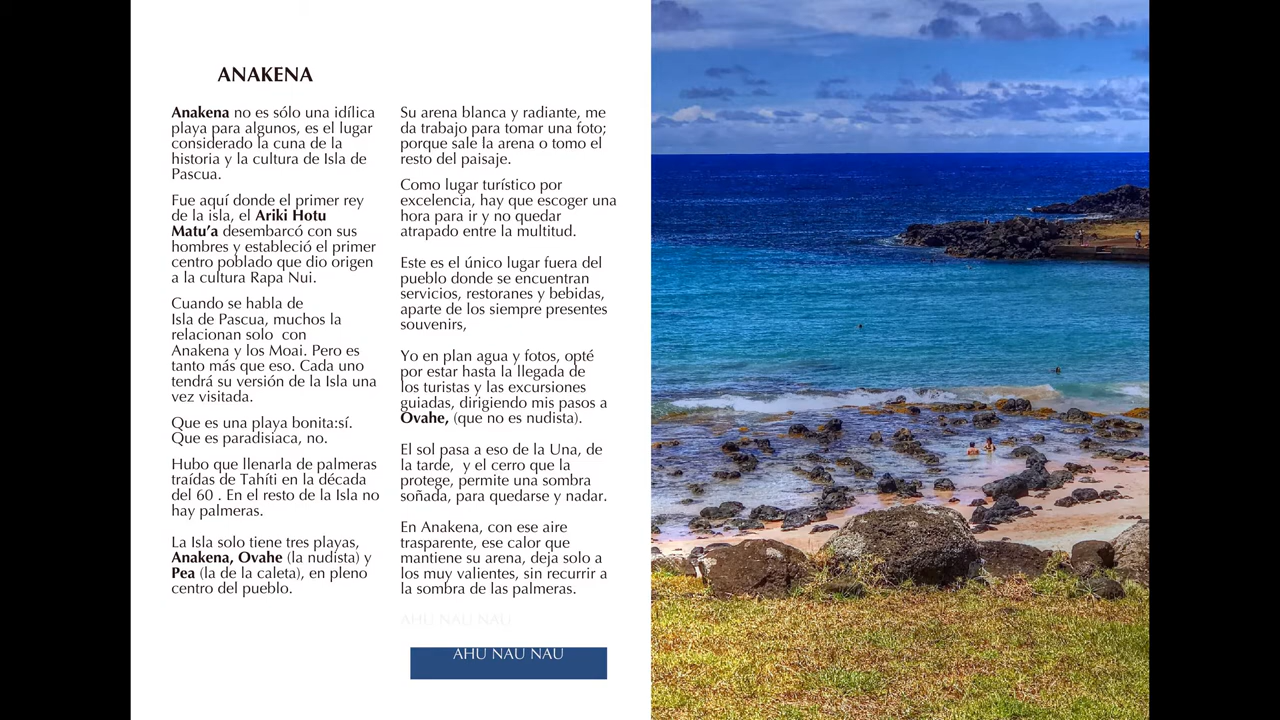 ANAKENA
Anakena no es sólo una idílica
playa para algunos, es el lugar
considerado la cuna de la
historia y la cultura de Isla de
Pascua.
Fue aquí donde el primer rey
de la isla, el Ariki Hotu
Matu’a desembarcó con sus
hombres y estableció el primer
centro poblado que dio origen
a la cultura Rapa Nui.
Cuando se habla de
Isla de Pascua, muchos la
relacionan solo con
Anakena y los Moai. Pero es
tanto más que eso. Cada uno
tendrá su versión de la Isla una
vez visitada.
Que es una playa bonita:sí.
Que es paradisiaca, no.
Hubo que llenarla de palmeras
traídas de Tahíti en la década
del 60 . En el resto de la Isla no
hay palmeras.
La Isla solo tiene tres playas,
Anakena, Ovahe (la nudista) y
Pea (la de la caleta), en pleno
centro del pueblo.
Su arena blanca y radiante, me
da trabajo para tomar una foto;
porque sale la arena o tomo el
resto del paisaje.
Como lugar turístico por
excelencia, hay que escoger una
hora para ir y no quedar
atrapado entre la multitud.
Este es el único lugar fuera del
pueblo donde se encuentran
servicios, restoranes y bebidas,
aparte de los siempre presentes
souvenirs,
Yo en plan agua y fotos, opté
por estar hasta la llegada de
los turistas y las excursiones
guiadas, dirigiendo mis pasos a
Ovahe, (que no es nudista).
El sol pasa a eso de la Una, de
la tarde, y el cerro que la
protege, permite una sombra
soñada, para quedarse y nadar.
En Anakena, con ese aire
trasparente, ese calor que
mantiene su arena, deja solo a
los muy valientes, sin recurrir a
la sombra de las palmeras.
AHU NAU NAU
AHU NAU NAU